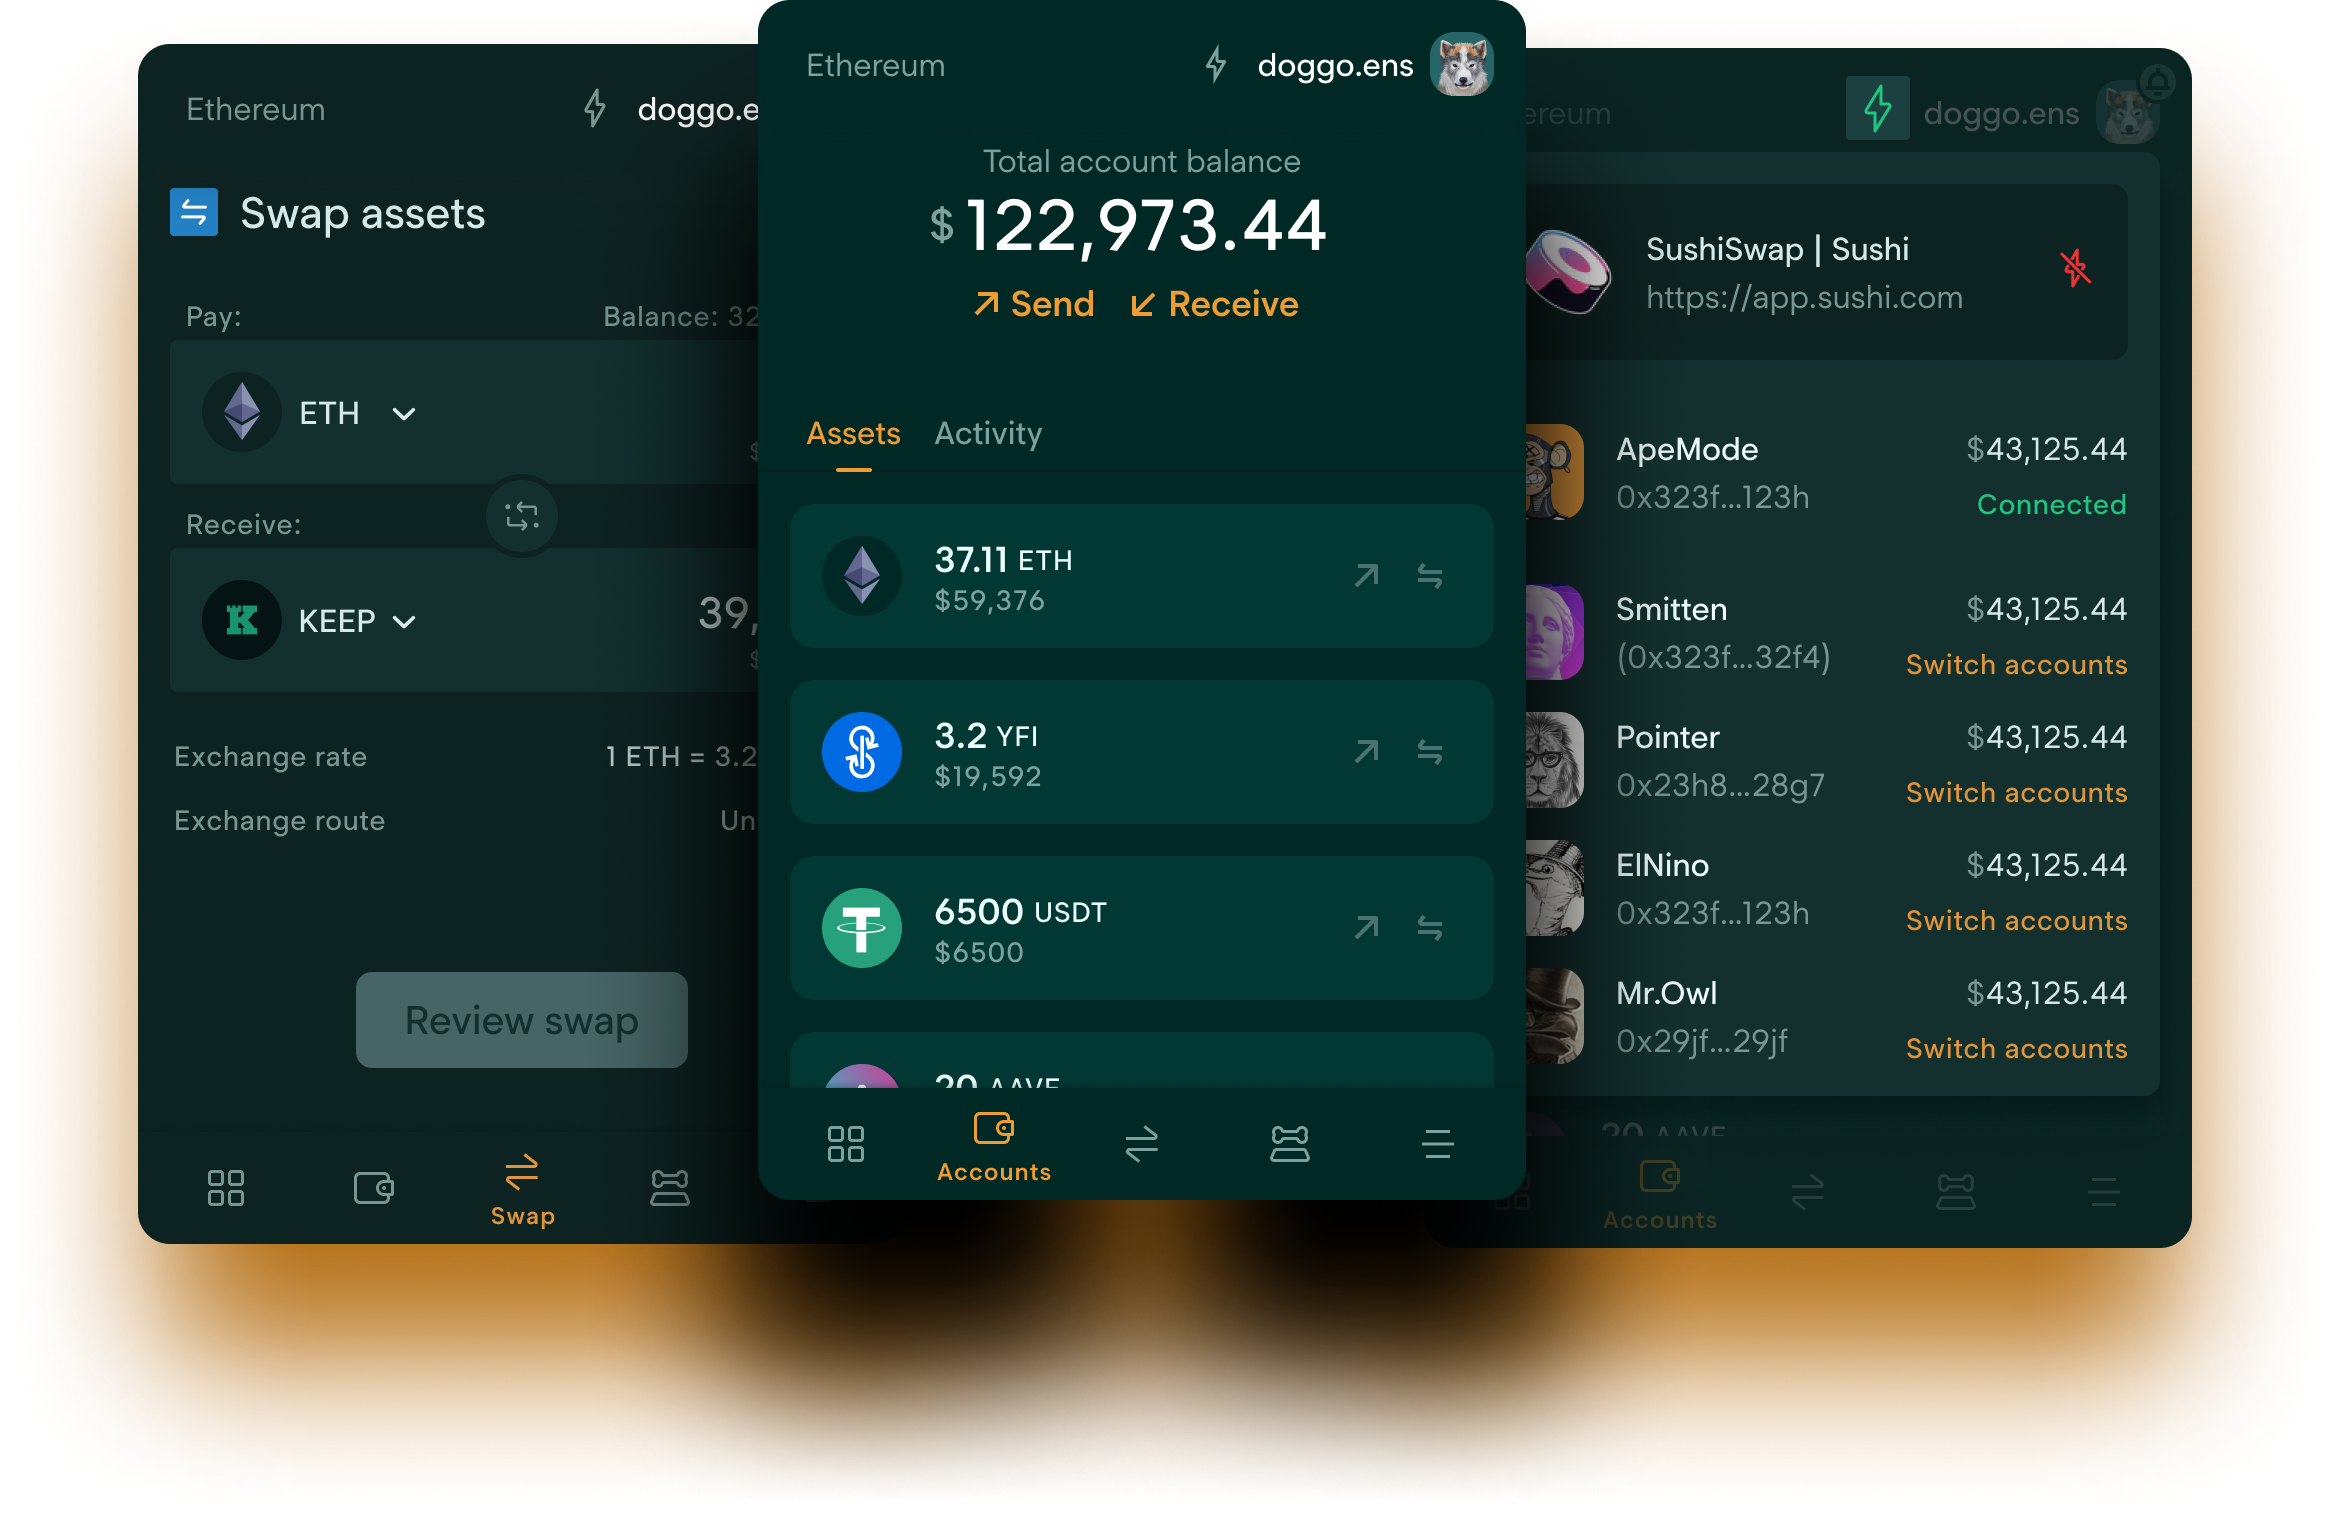 Ethereum
doggo.e
Swap assets
Pay:
Balance: 32
ETH
$
Receive:
KEEP
39,
$
Exchange rate
1 ETH = 3.2
Exchange route
Un
Review swap
Swap
Ethereum
doggo.ens
Total account balance
$122,973.44
Send Receive
Assets Activity
37.11 ETH
$59,376
3.2 YFI
$19,592
6500 USDT
$6500
20 AAVE
Accounts
ereum
doggo.ens
SushiSwap | Sushi
https://app.sushi.com
ApeMode
$43,125.44
0x323f...123h
Connected
Smitten
$43,125.44
(0x323f...32f4)
Switch accounts
Pointer
$43,125.44
0x23h8...28g7
Switch accounts
ElNino
$43,125.44
0x323f...123h
Switch accounts
Mr.Owl
$43,125.44
0x29jf...29jf
Switch accounts
20 AAVE
Accounts